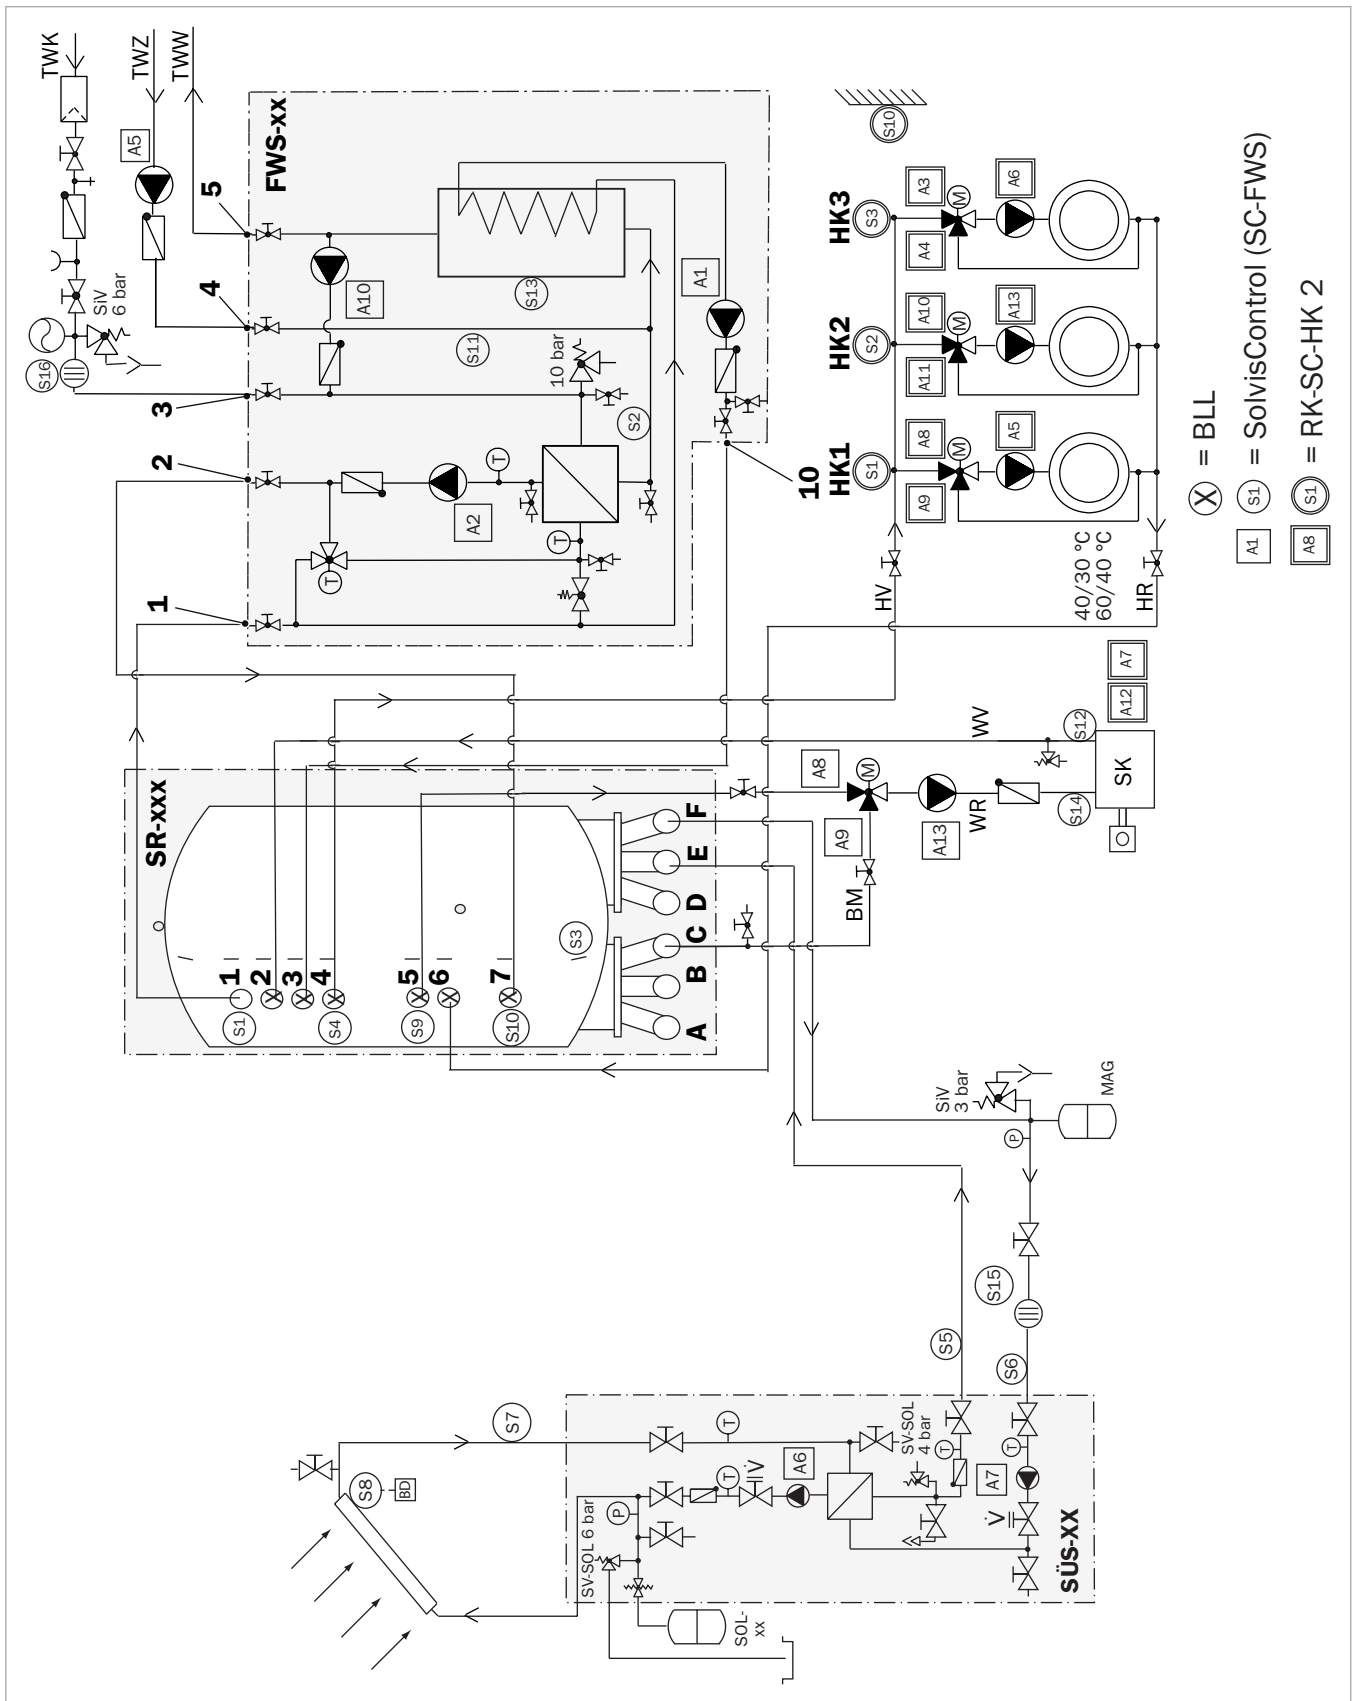 TWK
TWZ
TWW
A5
S16
SiV
6 bar
FWS-xx
5
4
3
2
1
10
A10
S11
S13
A1
10 bar
S2
A2
T
T
T
SR-xxx
1
2
3
4
5
6
7
S1
S4
S9
S10
S3
A
B
C
D
E
F
S10
HK1
HK2
HK3
S1
S2
S3
A8
M
A9
A5
A10
M
A11
A13
A3
M
A4
A6
HV
HR
40/30 °C
60/40 °C
X = BLL
A1 S1 = SolvisControl (SC-FWS)
A8 S1 = RK-SC-HK 2
WV
S12
A12
A7
SK
S14
WR
A13
A8
M
A9
BM
SiV
3 bar
MAG
P
S15
S5
S6
S7
S8
BD
SÜS-xx
SV-SOL 6 bar
P
T
T
V̇
A6
SV-SOL
4 bar
T
T
A7
V̇
SOL-
xx